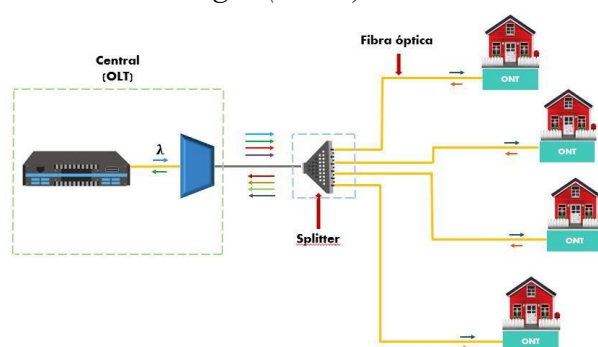 Fibra óptica
Central
(OLT)
λ
Splitter
ONT
ONT
ONT
ONT